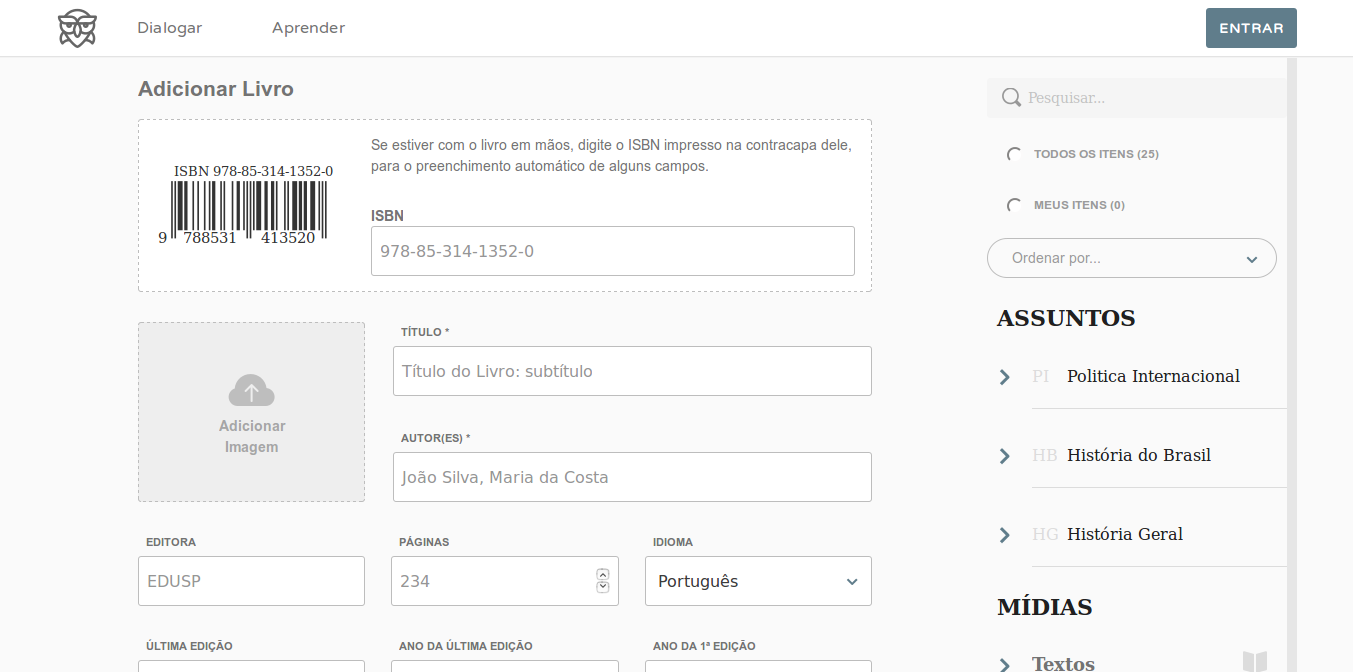 Dialogar
Aprender
ENTRAR
Adicionar Livro
ISBN 978-85-314-1352-0
9 788531 413520
Se estiver com o livro em mãos, digite o ISBN impresso na contracapa dele,
para o preenchimento automático de alguns campos.
ISBN
978-85-314-1352-0
Adicionar
Imagem
TÍTULO *
Título do Livro: subtítulo
AUTOR(ES) *
João Silva, Maria da Costa
EDITORA
PÁGINAS
IDIOMA
EDUSP
234
Português
ÚLTIMA EDIÇÃO
ANO DA ÚLTIMA EDIÇÃO
ANO DA 1ª EDIÇÃO
Pesquisar...
TODOS OS ITENS (25)
MEUS ITENS (0)
Ordenar por...
ASSUNTOS
PI Politica Internacional
HB História do Brasil
HG História Geral
MÍDIAS
Textos